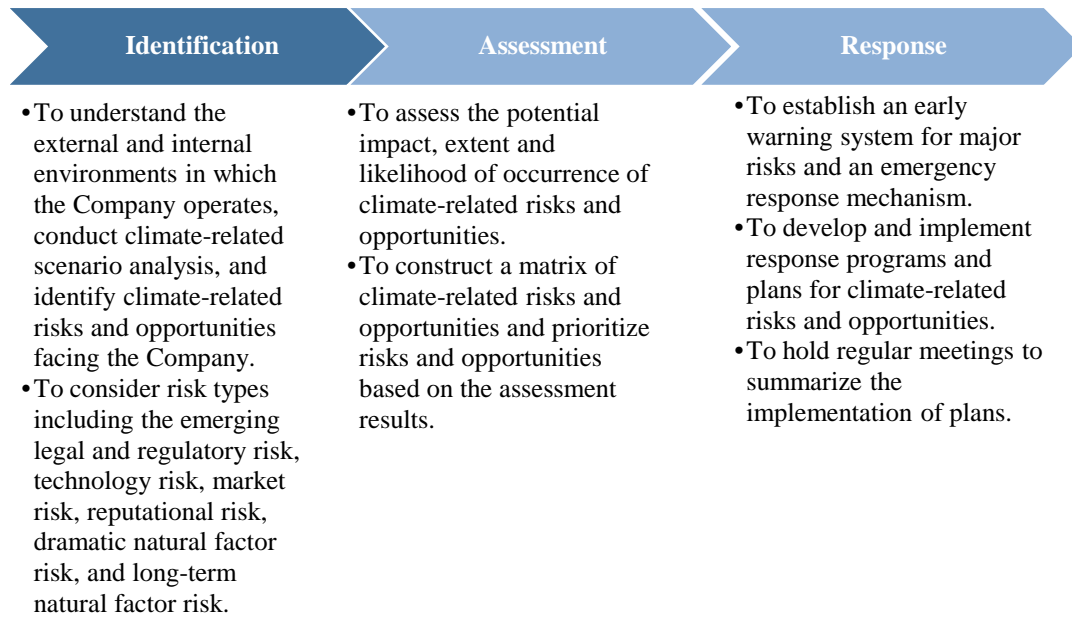 Identification
•To understand the
external and internal
environments in which
the Company operates,
conduct climate-related
scenario analysis, and
identify climate-related
risks and opportunities
facing the Company.
•To consider risk types
including the emerging
legal and regulatory risk,
technology risk, market
risk, reputational risk,
dramatic natural factor
risk, and long-term
natural factor risk.
Assessment
•To assess the potential
impact, extent and
likelihood of occurrence of
climate-related risks and
opportunities.
•To construct a matrix of
climate-related risks and
opportunities and prioritize
risks and opportunities
based on the assessment
results.
Response
•To establish an early
warning system for major
risks and an emergency
response mechanism.
•To develop and implement
response programs and
plans for climate-related
risks and opportunities.
•To hold regular meetings to
summarize the
implementation of plans.